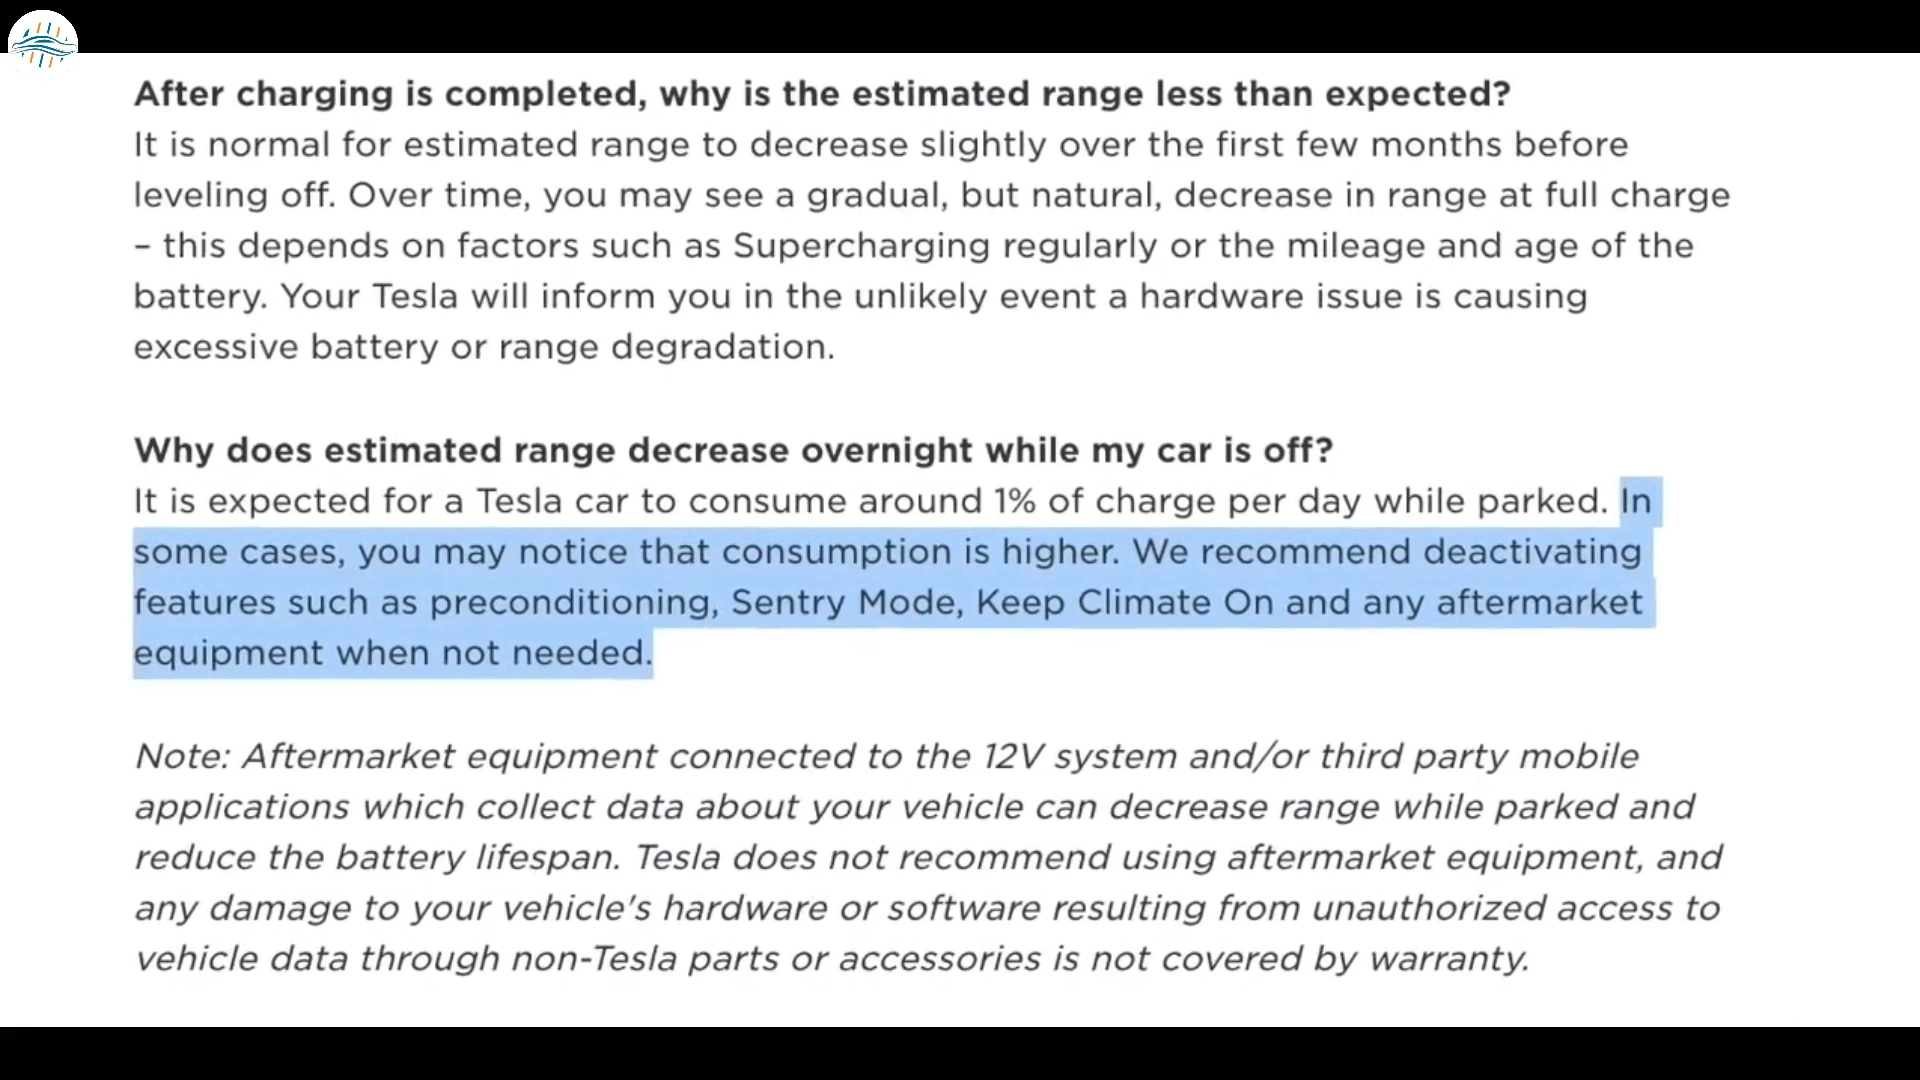 After charging is completed, why is the estimated range less than expected?
It is normal for estimated range to decrease slightly over the first few months before
leveling off. Over time, you may see a gradual, but natural, decrease in range at full charge
– this depends on factors such as Supercharging regularly or the mileage and age of the
battery. Your Tesla will inform you in the unlikely event a hardware issue is causing
excessive battery or range degradation.
Why does estimated range decrease overnight while my car is off?
It is expected for a Tesla car to consume around 1% of charge per day while parked. In
some cases, you may notice that consumption is higher. We recommend deactivating
features such as preconditioning, Sentry Mode, Keep Climate On and any aftermarket
equipment when not needed.
Note: Aftermarket equipment connected to the 12V system and/or third party mobile
applications which collect data about your vehicle can decrease range while parked and
reduce the battery lifespan. Tesla does not recommend using aftermarket equipment, and
any damage to your vehicle's hardware or software resulting from unauthorized access to
vehicle data through non-Tesla parts or accessories is not covered by warranty.